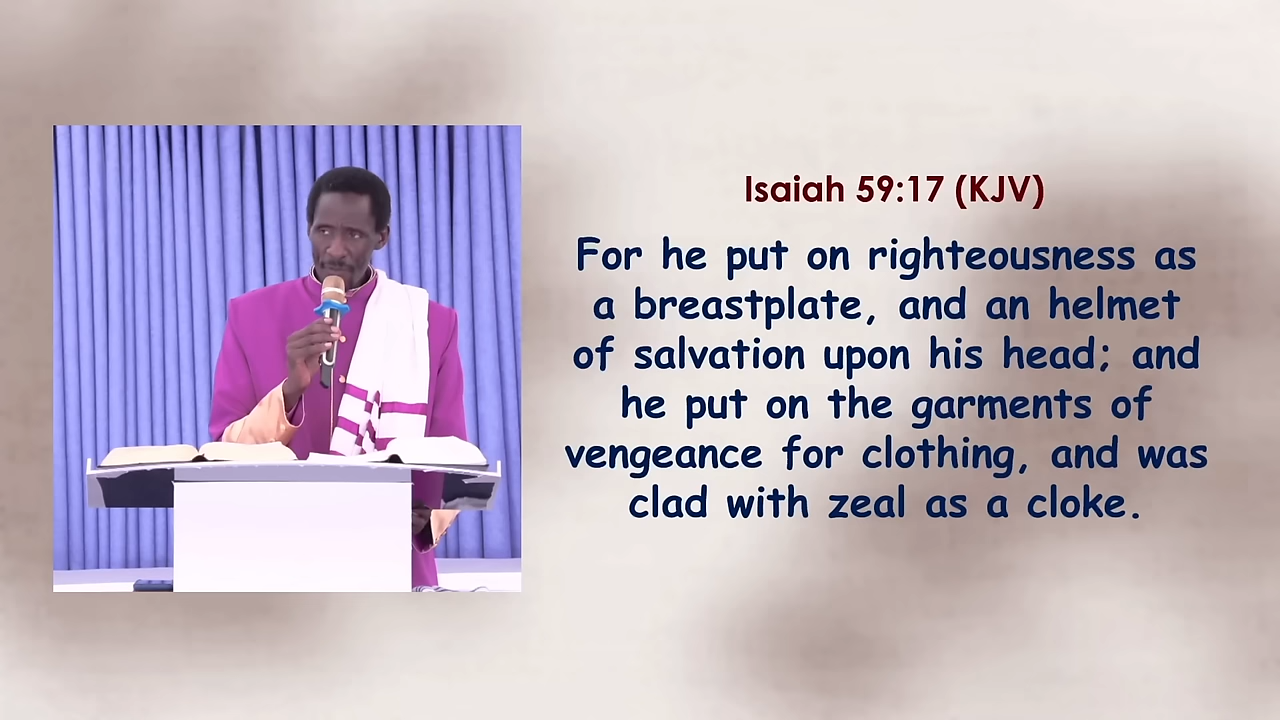 Isaiah 59:17 (KJV)
For he put on righteousness as
a breastplate, and an helmet
of salvation upon his head; and
he put on the garments of
vengeance for clothing, and was
clad with zeal as a cloke.